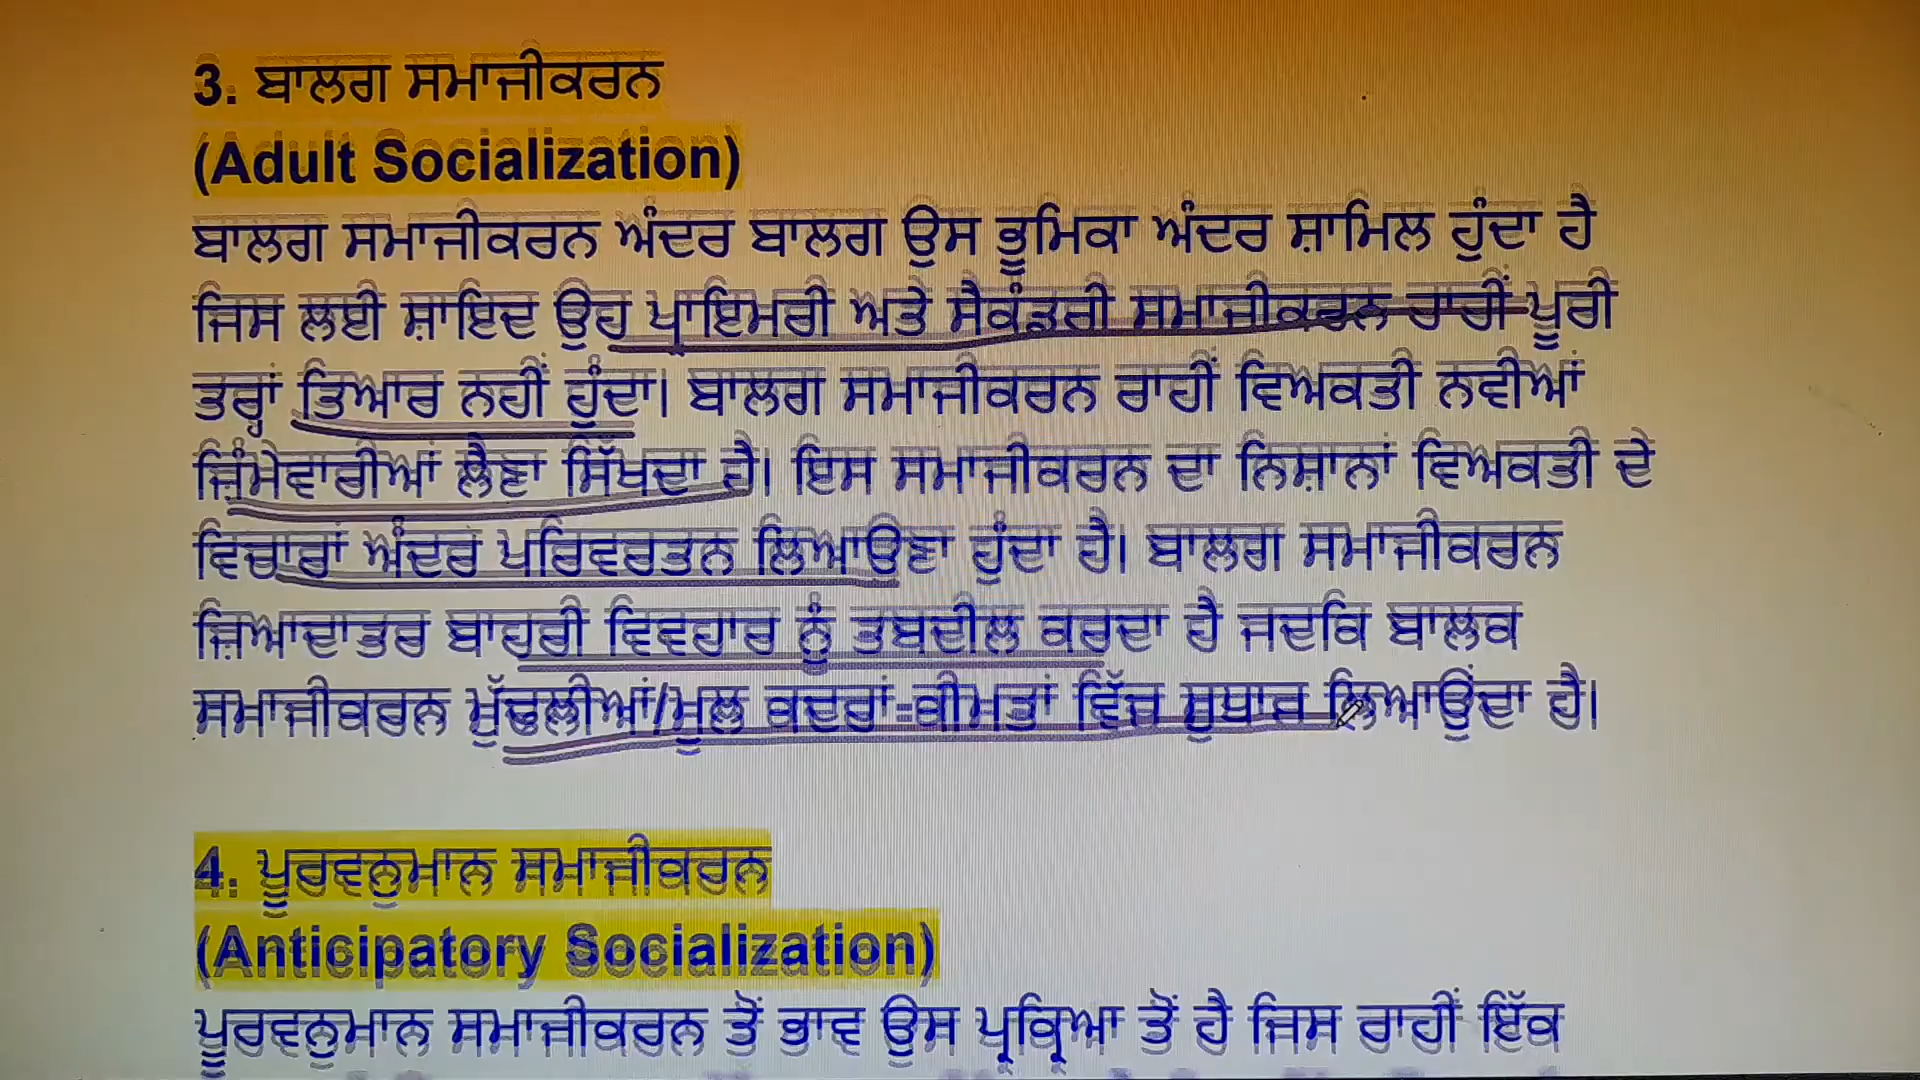 3. ਬਾਲਗ ਸਮਾਜੀਕਰਨ
(Adult Socialization)
ਬਾਲਗ ਸਮਾਜੀਕਰਨ ਅੰਦਰ ਬਾਲਗ ਉਸ ਭੂਮਿਕਾ ਅੰਦਰ ਸ਼ਾਮਿਲ ਹੁੰਦਾ ਹੈ
ਜਿਸ ਲਈ ਸ਼ਾਇਦ ਉਹ ਪ੍ਰਾਇਮਰੀ ਅਤੇ ਸੈਕੰਡਰੀ ਸਮਾਜੀਕਰਨ ਰਾਹੀਂ ਪੂਰੀ
ਤਰ੍ਹਾਂ ਤਿਆਰ ਨਹੀਂ ਹੁੰਦਾ। ਬਾਲਗ ਸਮਾਜੀਕਰਨ ਰਾਹੀਂ ਵਿਅਕਤੀ ਨਵੀਆਂ
ਜ਼ਿੰਮੇਵਾਰੀਆਂ ਲੈਣਾ ਸਿੱਖਦਾ ਹੈ। ਇਸ ਸਮਾਜੀਕਰਨ ਦਾ ਨਿਸ਼ਾਨਾਂ ਵਿਅਕਤੀ ਦੇ
ਵਿਚਾਰਾਂ ਅੰਦਰ ਪਰਿਵਰਤਨ ਲਿਆਉਣਾ ਹੁੰਦਾ ਹੈ। ਬਾਲਗ ਸਮਾਜੀਕਰਨ
ਜ਼ਿਆਦਾਤਰ ਬਾਹਰੀ ਵਿਵਹਾਰ ਨੂੰ ਤਬਦੀਲ ਕਰਦਾ ਹੈ ਜਦਕਿ ਬਾਲਕ
ਸਮਾਜੀਕਰਨ ਮੁੱਢਲੀਆਂ/ਮੂਲ ਕਦਰਾਂ-ਕੀਮਤਾਂ ਵਿੱਚ ਸੁਧਾਰ ਲਿਆਉਂਦਾ ਹੈ।
4. ਪੂਰਵਨੁਮਾਨ ਸਮਾਜੀਕਰਨ
(Anticipatory Socialization)
ਪੂਰਵਨੁਮਾਨ ਸਮਾਜੀਕਰਨ ਤੋਂ ਭਾਵ ਉਸ ਪ੍ਰਕ੍ਰਿਆ ਤੋਂ ਹੈ ਜਿਸ ਰਾਹੀਂ ਇੱਕ